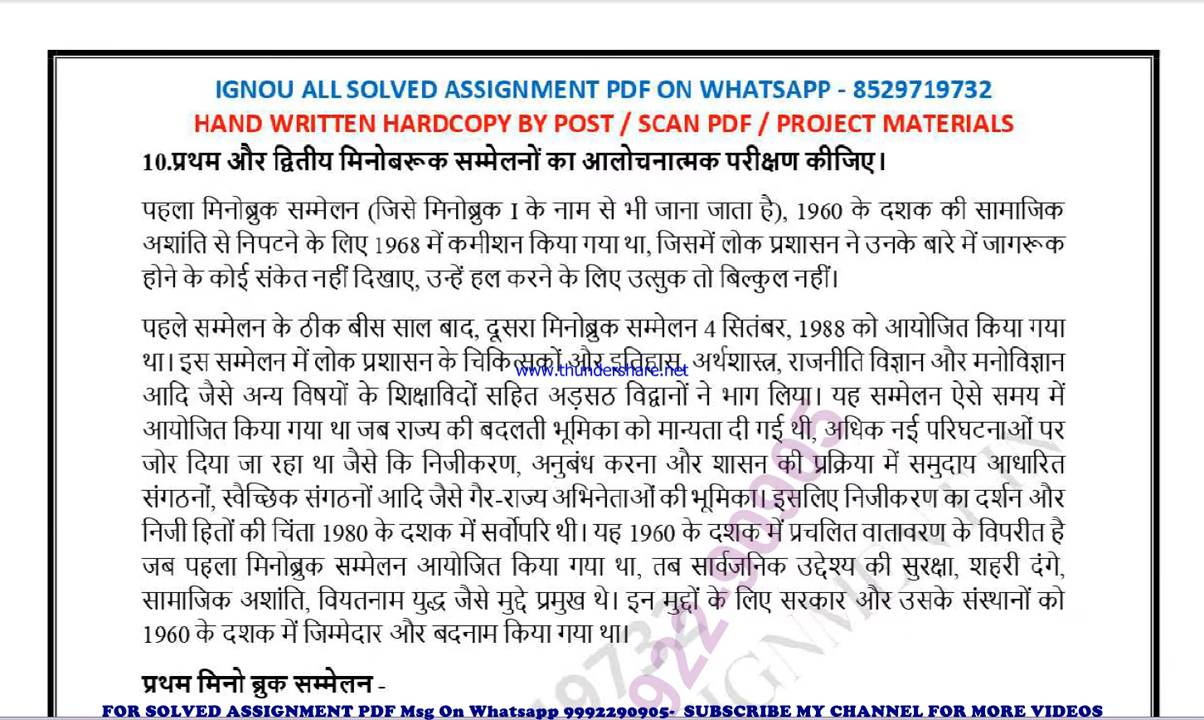 IGNOU ALL SOLVED ASSIGNMENT PDF ON WHATSAPP - 8529719732
HAND WRITTEN HARDCOPY BY POST / SCAN PDF / PROJECT MATERIALS
10.प्रथम और द्वितीय मिनोबरूक सम्मेलनों का आलोचनात्मक परीक्षण कीजिए।
पहला मिनोब्रुक सम्मेलन (जिसे मिनोब्रुक I के नाम से भी जाना जाता है), 1960 के दशक की सामाजिक
अशांति से निपटने के लिए 1968 में कमीशन किया गया था, जिसमें लोक प्रशासन ने उनके बारे में जागरूक
होने के कोई संकेत नहीं दिखाए, उन्हें हल करने के लिए उत्सुक तो बिल्कुल नहीं।
पहले सम्मेलन के ठीक बीस साल बाद, दूसरा मिनोब्रुक सम्मेलन 4 सितंबर, 1988 को आयोजित किया गया
था। इस सम्मेलन में लोक प्रशासन के चिकित्सकों और इतिहास, अर्थशास्त्र, राजनीति विज्ञान और मनोविज्ञान
www.thundershare.net
आदि जैसे अन्य विषयों के शिक्षाविदों सहित अड़सठ विद्वानों ने भाग लिया। यह सम्मेलन ऐसे समय में
आयोजित किया गया था जब राज्य की बदलती भूमिका को मान्यता दी गई थी, अधिक नई परिघटनाओं पर
जोर दिया जा रहा था जैसे कि निजीकरण, अनुबंध करना और शासन की प्रक्रिया में समुदाय आधारित
संगठनों, स्वैच्छिक संगठनों आदि जैसे गैर-राज्य अभिनेताओं की भूमिका। इसलिए निजीकरण का दर्शन और
निजी हितों की चिंता 1980 के दशक में सर्वोपरि थी। यह 1960 के दशक में प्रचलित वातावरण के विपरीत है
जब पहला मिनोब्रुक सम्मेलन आयोजित किया गया था, तब सार्वजनिक उद्देश्य की सुरक्षा, शहरी दंगे,
सामाजिक अशांति, वियतनाम युद्ध जैसे मुद्दे प्रमुख थे। इन मुद्दों के लिए सरकार और उसके संस्थानों को
1960 के दशक में जिम्मेदार और बदनाम किया गया था।
प्रथम मिनो ब्रुक सम्मेलन -
FOR SOLVED ASSIGNMENT PDF Msg On Whatsapp 9992290905- SUBSCRIBE MY CHANNEL FOR MORE VIDEOS